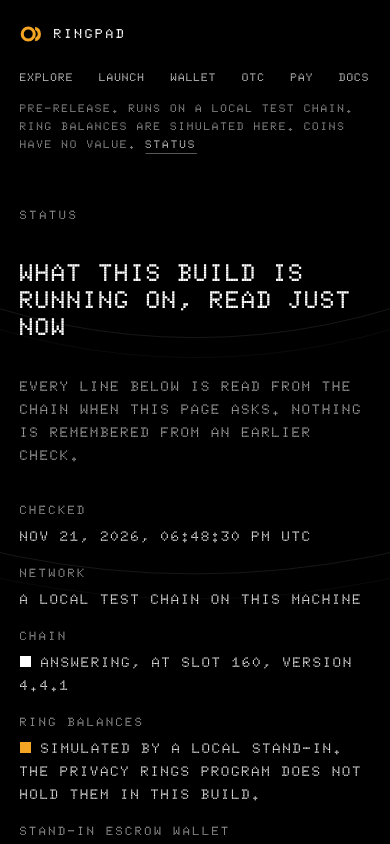 RINGPAD
EXPLORE LAUNCH WALLET OTC PAY DOCS
PRE-RELEASE. RUNS ON A LOCAL TEST CHAIN.
RING BALANCES ARE SIMULATED HERE. COINS
HAVE NO VALUE. STATUS
STATUS
WHAT THIS BUILD IS
RUNNING ON, READ JUST
NOW
EVERY LINE BELOW IS READ FROM THE
CHAIN WHEN THIS PAGE ASKS. NOTHING
IS REMEMBERED FROM AN EARLIER
CHECK.
CHECKED
NOV 21, 2026, 06:48:30 PM UTC
NETWORK
A LOCAL TEST CHAIN ON THIS MACHINE
CHAIN
ANSWERING, AT SLOT 160, VERSION
4.4.1
RING BALANCES
SIMULATED BY A LOCAL STAND-IN.
THE PRIVACY RINGS PROGRAM DOES NOT
HOLD THEM IN THIS BUILD.
STAND-IN ESCROW WALLET